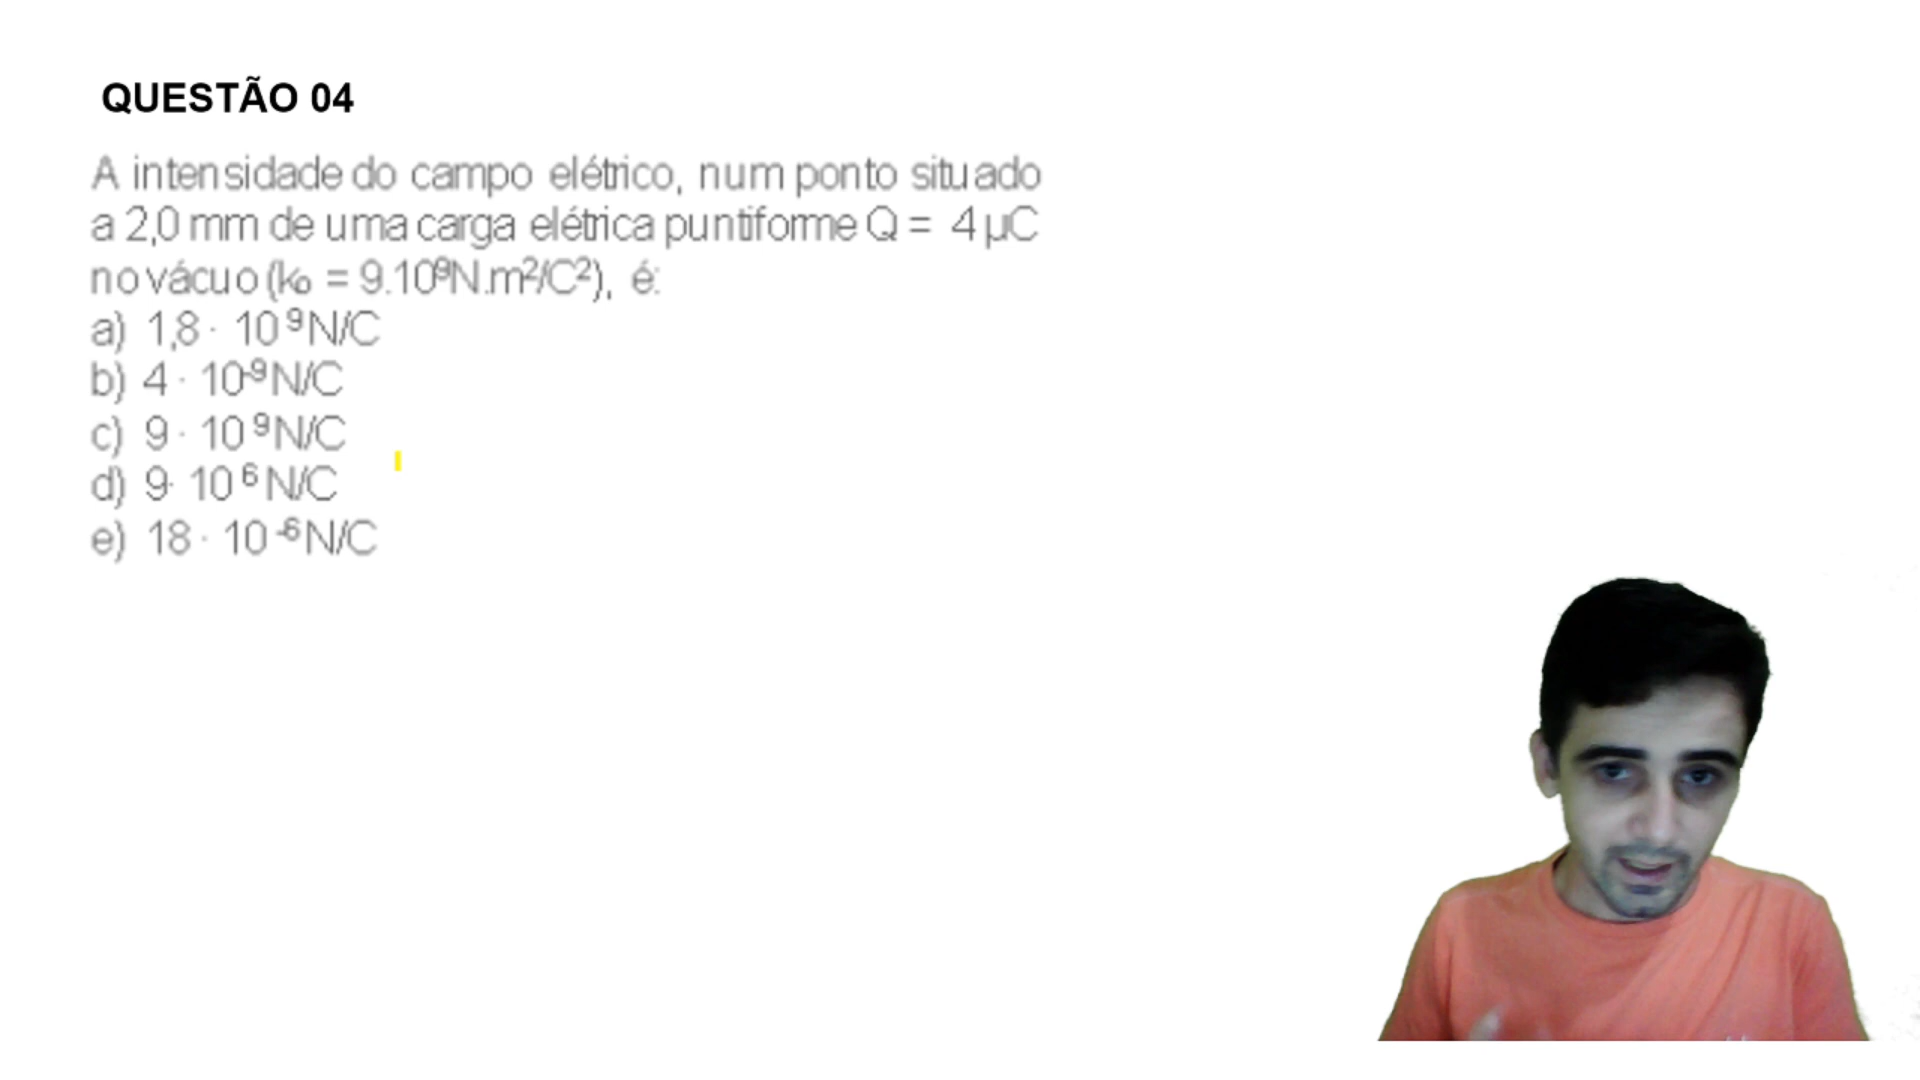 QUESTÃO 04
A intensidade do campo elétrico, num ponto situado
a 2,0 mm de uma carga elétrica puntiforme Q = 4 µC
no vácuo (k₀ = 9.10⁹N.m²/C²), é:
a) 1,8 · 10⁹ N/C
b) 4 · 10⁻⁹ N/C
c) 9 · 10⁹ N/C
d) 9· 10⁶ N/C
e) 18 · 10⁻⁶ N/C